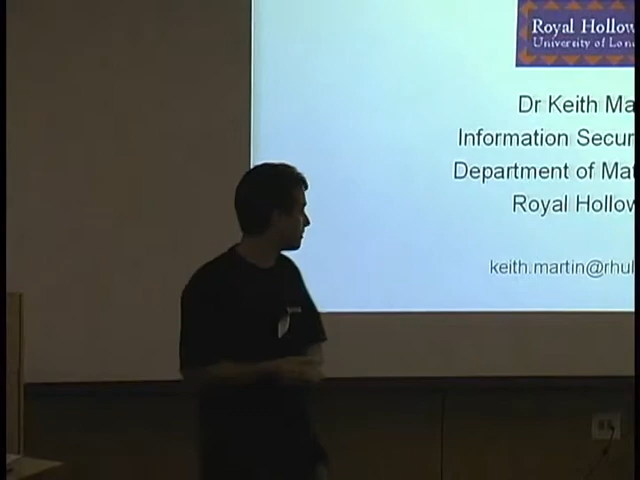 Royal Hollow
University of Lon
Dr Keith Ma
Information Secur
Department of Mat
Royal Hollow
keith.martin@rhul